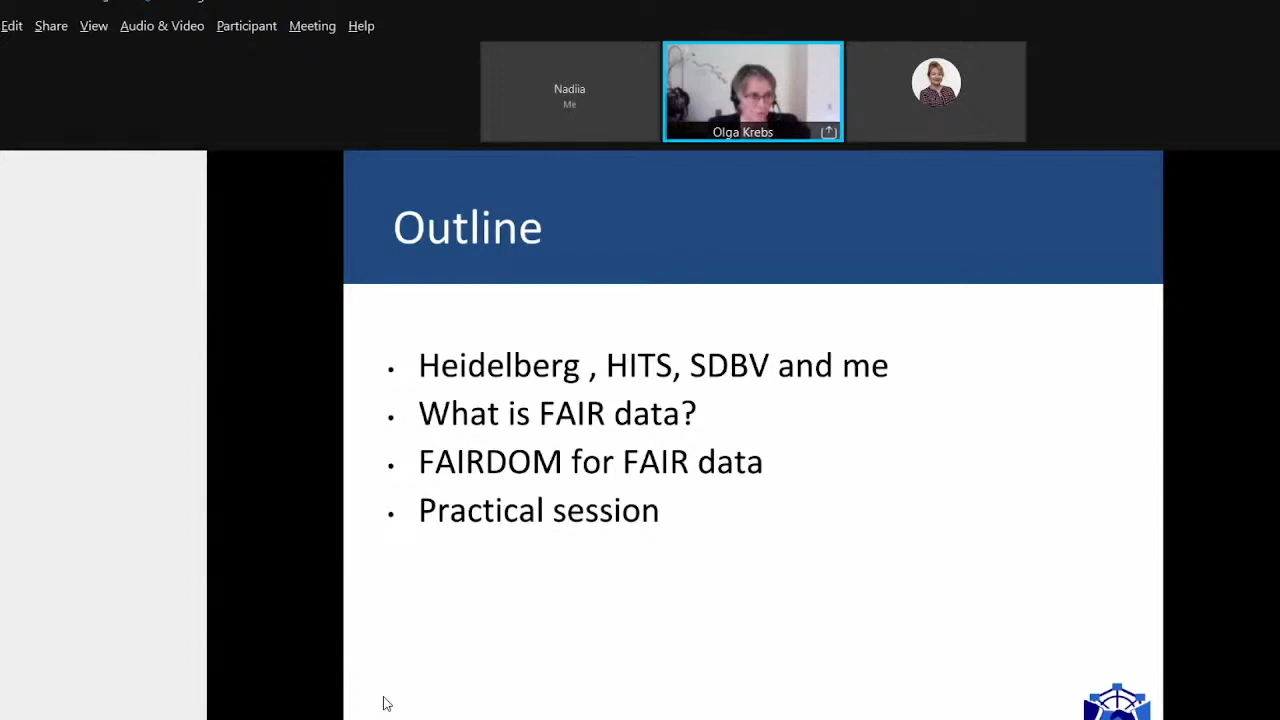 Edit Share View Audio & Video Participant Meeting Help
Nadiia
Me
Olga Krebs
Outline
• Heidelberg , HITS, SDBV and me
• What is FAIR data?
• FAIRDOM for FAIR data
• Practical session